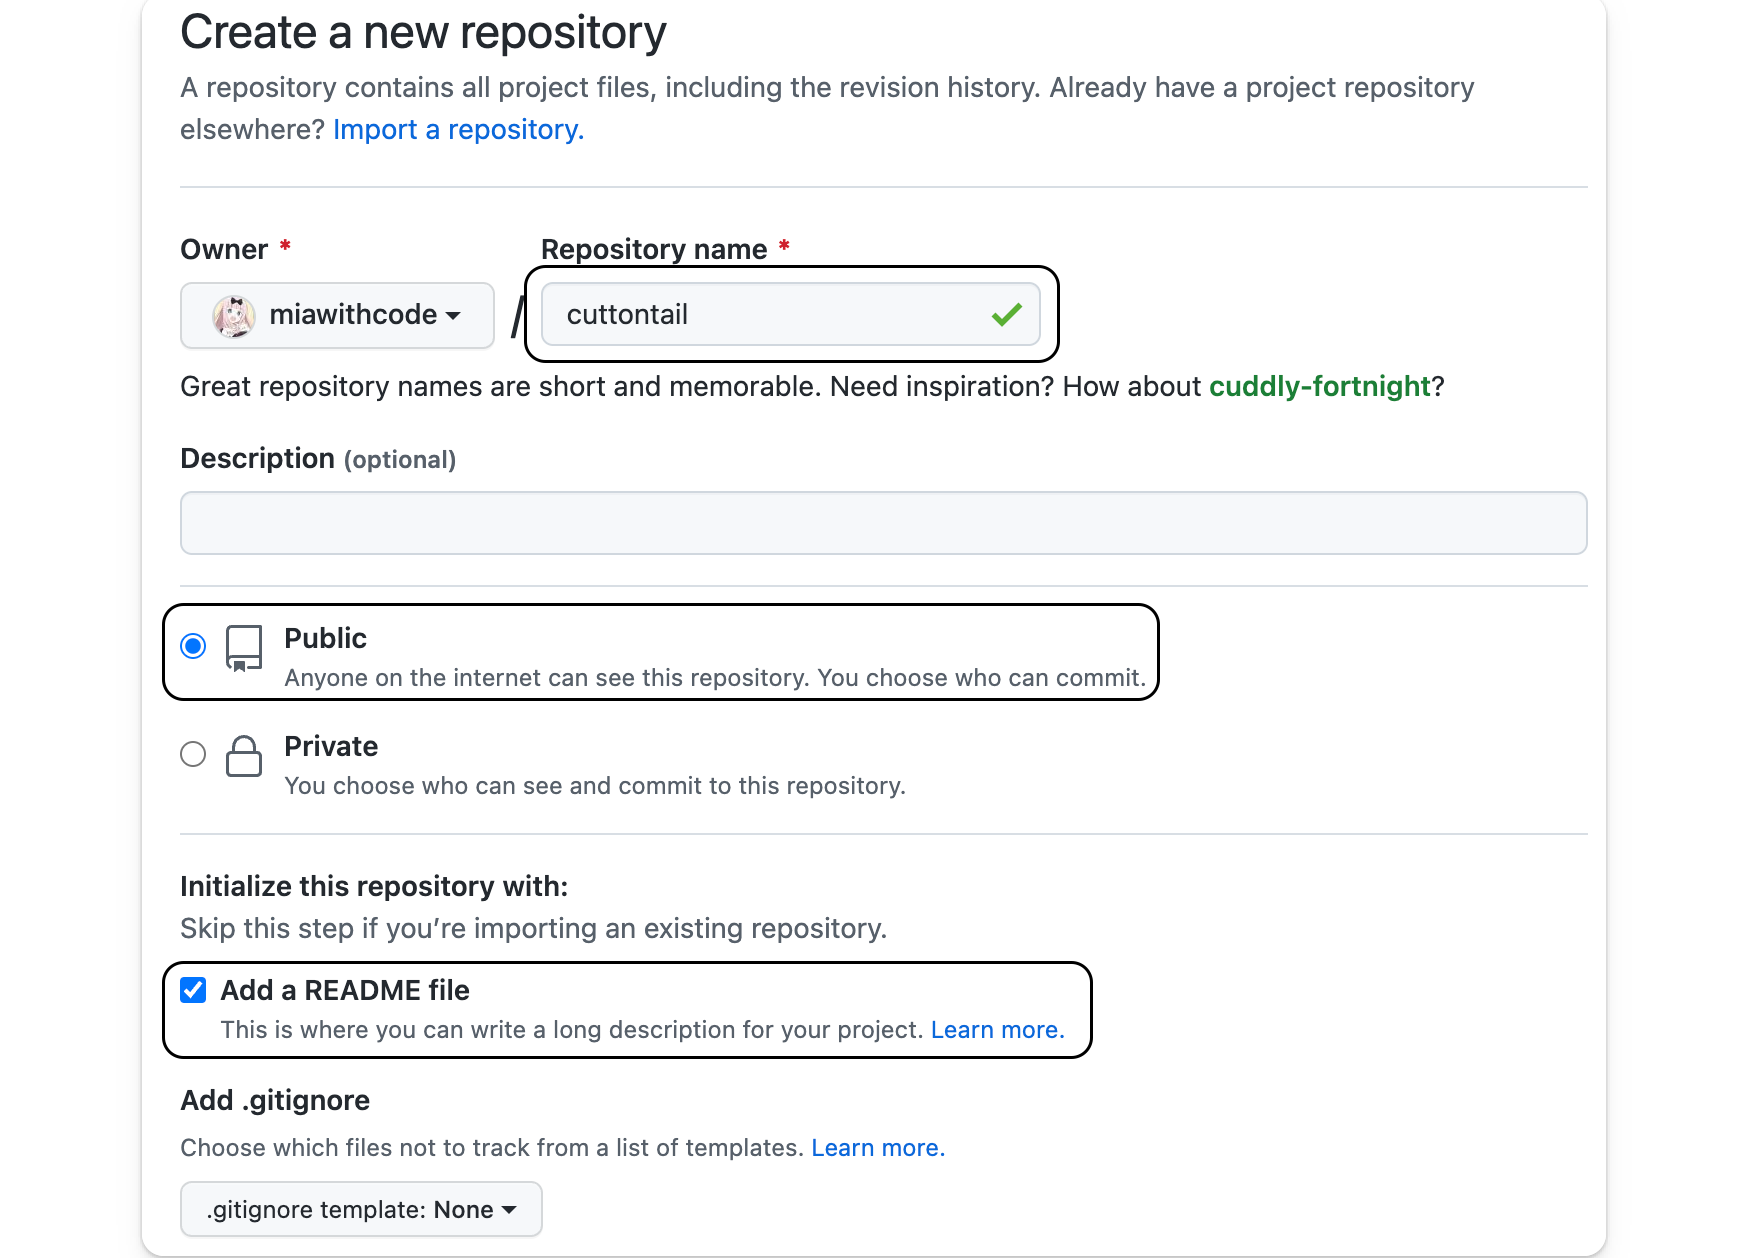 Create a new repository
A repository contains all project files, including the revision history. Already have a project repository
elsewhere? Import a repository.
Owner *
Repository name *
miawithcode
/
cuttontail
Great repository names are short and memorable. Need inspiration? How about cuddly-fortnight?
Description (optional)
Public
Anyone on the internet can see this repository. You choose who can commit.
Private
You choose who can see and commit to this repository.
Initialize this repository with:
Skip this step if you’re importing an existing repository.
Add a README file
This is where you can write a long description for your project. Learn more.
Add .gitignore
Choose which files not to track from a list of templates. Learn more.
.gitignore template: None